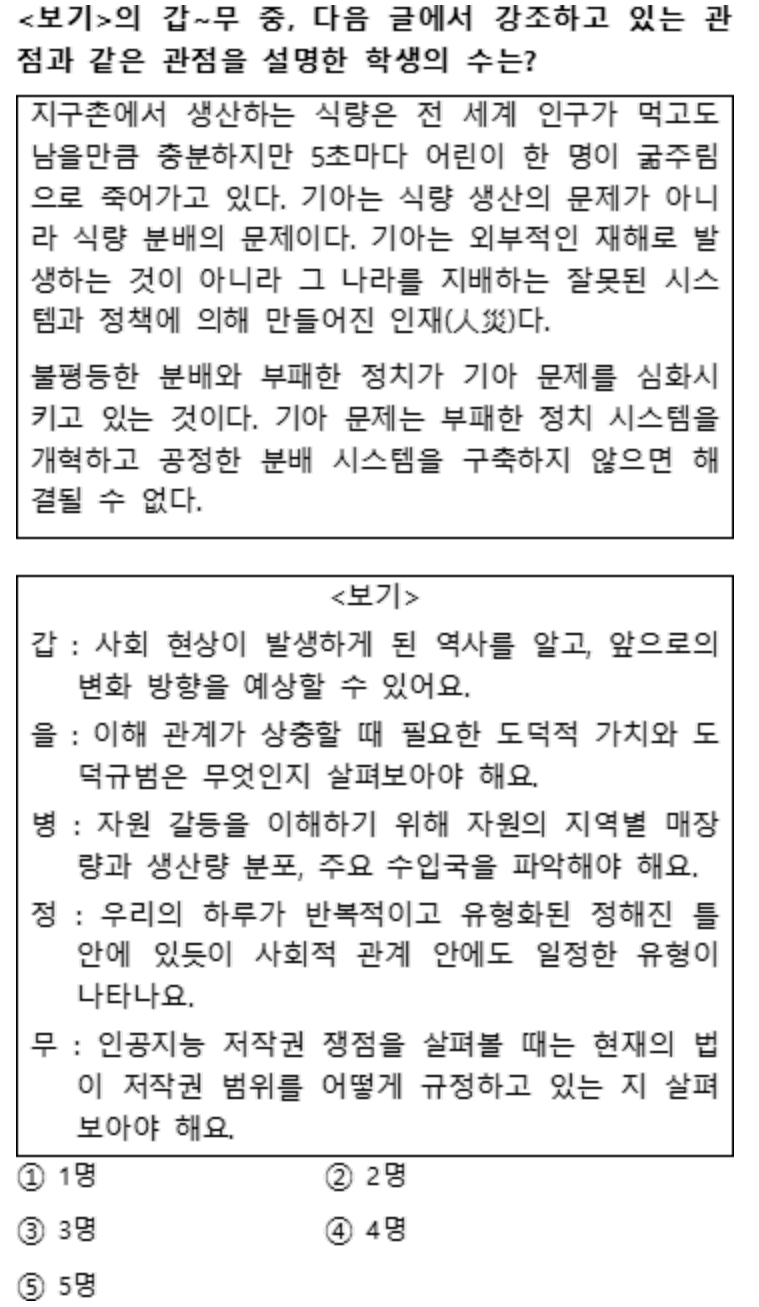 <보기>의 갑~무 중, 다음 글에서 강조하고 있는 관
점과 같은 관점을 설명한 학생의 수는?
지구촌에서 생산하는 식량은 전 세계 인구가 먹고도
남을만큼 충분하지만 5초마다 어린이 한 명이 굶주림
으로 죽어가고 있다. 기아는 식량 생산의 문제가 아니
라 식량 분배의 문제이다. 기아는 외부적인 재해로 발
생하는 것이 아니라 그 나라를 지배하는 잘못된 시스
템과 정책에 의해 만들어진 인재(人災)다.
불평등한 분배와 부패한 정치가 기아 문제를 심화시
키고 있는 것이다. 기아 문제는 부패한 정치 시스템을
개혁하고 공정한 분배 시스템을 구축하지 않으면 해
결될 수 없다.
<보기>
갑 : 사회 현상이 발생하게 된 역사를 알고, 앞으로의
변화 방향을 예상할 수 있어요.
을 : 이해 관계가 상충할 때 필요한 도덕적 가치와 도
덕규범은 무엇인지 살펴보아야 해요.
병 : 자원 갈등을 이해하기 위해 자원의 지역별 매장
량과 생산량 분포, 주요 수입국을 파악해야 해요.
정 : 우리의 하루가 반복적이고 유형화된 정해진 틀
안에 있듯이 사회적 관계 안에도 일정한 유형이
나타나요.
무 : 인공지능 저작권 쟁점을 살펴볼 때는 현재의 법
이 저작권 범위를 어떻게 규정하고 있는 지 살펴
보아야 해요.
① 1명 ② 2명
③ 3명 ④ 4명
⑤ 5명